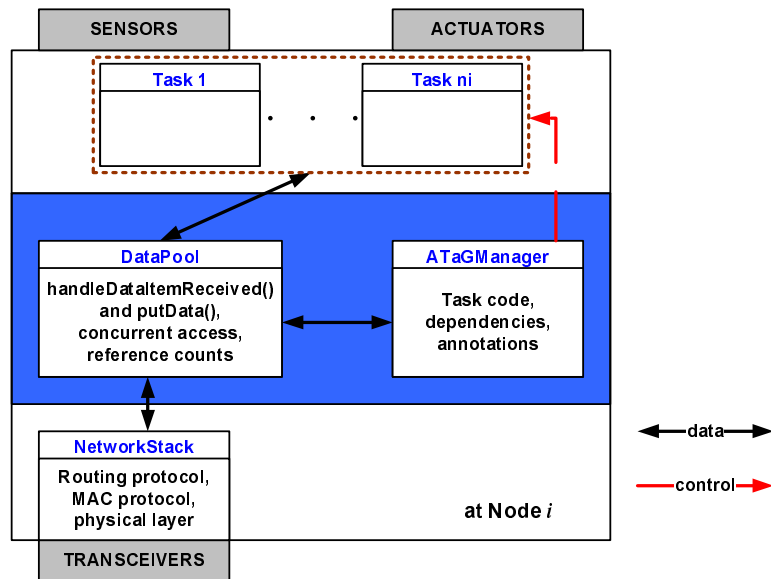 SENSORS
ACTUATORS
Task 1
Task ni
. . .
DataPool
handleDataItemReceived()
and putData(),
concurrent access,
reference counts
ATaGManager
Task code,
dependencies,
annotations
NetworkStack
Routing protocol,
MAC protocol,
physical layer
data
control
at Node i
TRANSCEIVERS